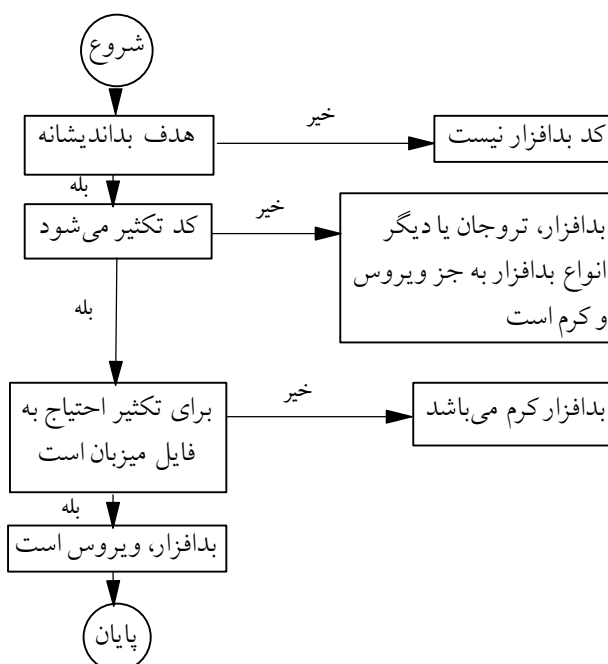 شروع
هدف بداندیشانه
خیر
کد بدافزار نیست
بله
کد تکثیر می‌شود
خیر
بدافزار، تروجان یا دیگر
انواع بدافزار به جز ویروس
و کرم است
بله
برای تکثیر احتیاج به
فایل میزبان است
خیر
بدافزار کرم می‌باشد
بله
بدافزار، ویروس است
پایان